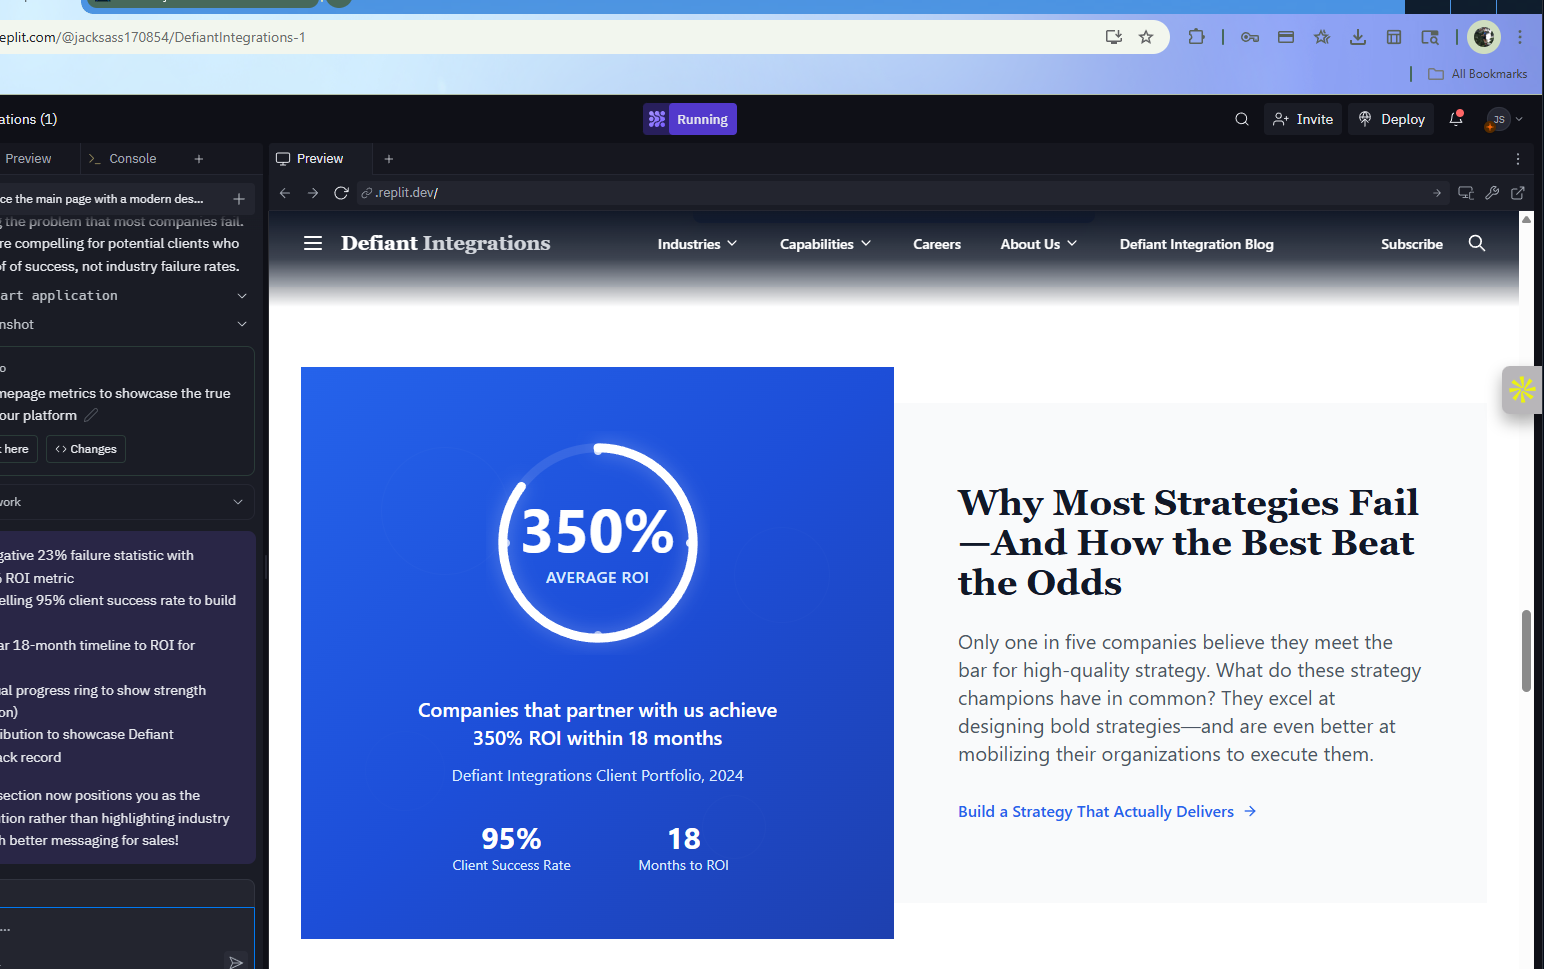 eplit.com/@jacksass170854/DefiantIntegrations-1
All Bookmarks
ations (1)
Running
Invite
Deploy
JS
Preview
Console
Preview
ce the main page with a modern des...
.replit.dev/
g the problem that most companies fail.
re compelling for potential clients who
of of success, not industry failure rates.
art application
nshot
o
mepage metrics to showcase the true
our platform
here
Changes
work
gative 23% failure statistic with
ROI metric
elling 95% client success rate to build
ar 18-month timeline to ROI for
al progress ring to show strength
on)
ibution to showcase Defiant
ack record
section now positions you as the
tion rather than highlighting industry
h better messaging for sales!
...
Defiant Integrations
Industries
Capabilities
Careers
About Us
Defiant Integration Blog
Subscribe
350%
AVERAGE ROI
Companies that partner with us achieve
350% ROI within 18 months
Defiant Integrations Client Portfolio, 2024
95%
Client Success Rate
18
Months to ROI
Why Most Strategies Fail
—And How the Best Beat
the Odds
Only one in five companies believe they meet the
bar for high-quality strategy. What do these strategy
champions have in common? They excel at
designing bold strategies—and are even better at
mobilizing their organizations to execute them.
Build a Strategy That Actually Delivers